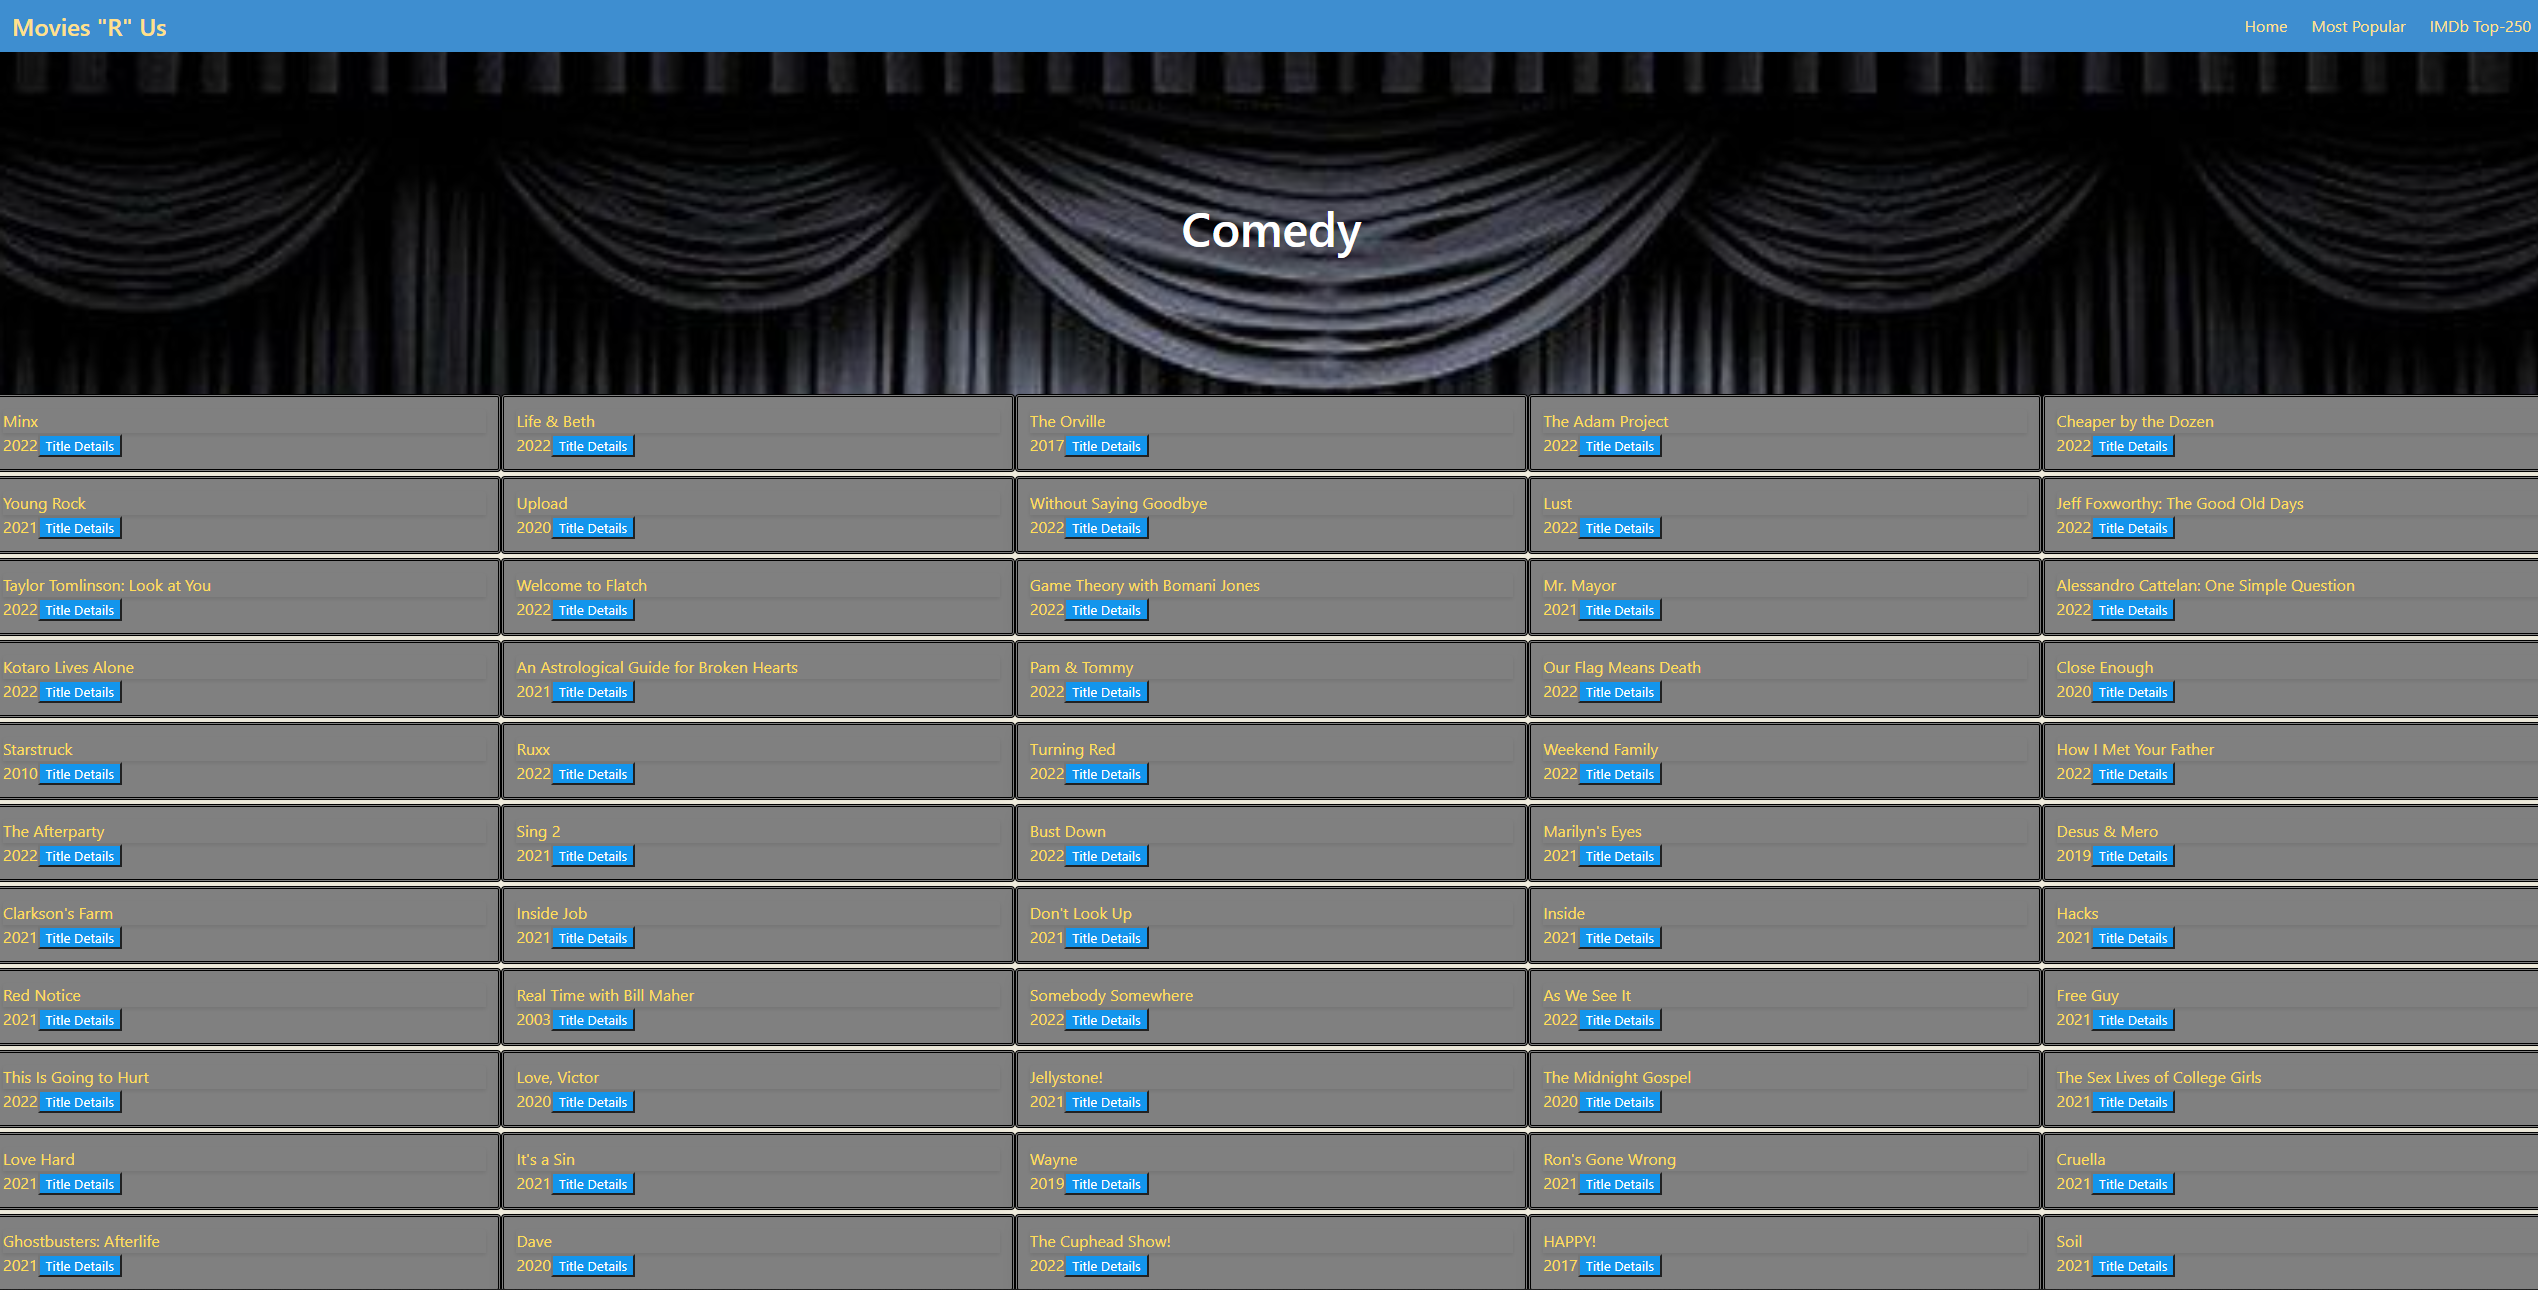 Movies "R" Us Home Most Popular IMDb Top-250
Comedy
Minx
2022 Title Details
Life & Beth
2022 Title Details
The Orville
2017 Title Details
The Adam Project
2022 Title Details
Cheaper by the Dozen
2022 Title Details
Young Rock
2021 Title Details
Upload
2020 Title Details
Without Saying Goodbye
2022 Title Details
Lust
2022 Title Details
Jeff Foxworthy: The Good Old Days
2022 Title Details
Taylor Tomlinson: Look at You
2022 Title Details
Welcome to Flatch
2022 Title Details
Game Theory with Bomani Jones
2022 Title Details
Mr. Mayor
2021 Title Details
Alessandro Cattelan: One Simple Question
2022 Title Details
Kotaro Lives Alone
2022 Title Details
An Astrological Guide for Broken Hearts
2021 Title Details
Pam & Tommy
2022 Title Details
Our Flag Means Death
2022 Title Details
Close Enough
2020 Title Details
Starstruck
2010 Title Details
Ruxx
2022 Title Details
Turning Red
2022 Title Details
Weekend Family
2022 Title Details
How I Met Your Father
2022 Title Details
The Afterparty
2022 Title Details
Sing 2
2021 Title Details
Bust Down
2022 Title Details
Marilyn's Eyes
2021 Title Details
Desus & Mero
2019 Title Details
Clarkson's Farm
2021 Title Details
Inside Job
2021 Title Details
Don't Look Up
2021 Title Details
Inside
2021 Title Details
Hacks
2021 Title Details
Red Notice
2021 Title Details
Real Time with Bill Maher
2003 Title Details
Somebody Somewhere
2022 Title Details
As We See It
2022 Title Details
Free Guy
2021 Title Details
This Is Going to Hurt
2022 Title Details
Love, Victor
2020 Title Details
Jellystone!
2021 Title Details
The Midnight Gospel
2020 Title Details
The Sex Lives of College Girls
2021 Title Details
Love Hard
2021 Title Details
It's a Sin
2021 Title Details
Wayne
2019 Title Details
Ron's Gone Wrong
2021 Title Details
Cruella
2021 Title Details
Ghostbusters: Afterlife
2021 Title Details
Dave
2020 Title Details
The Cuphead Show!
2022 Title Details
HAPPY!
2017 Title Details
Soil
2021 Title Details